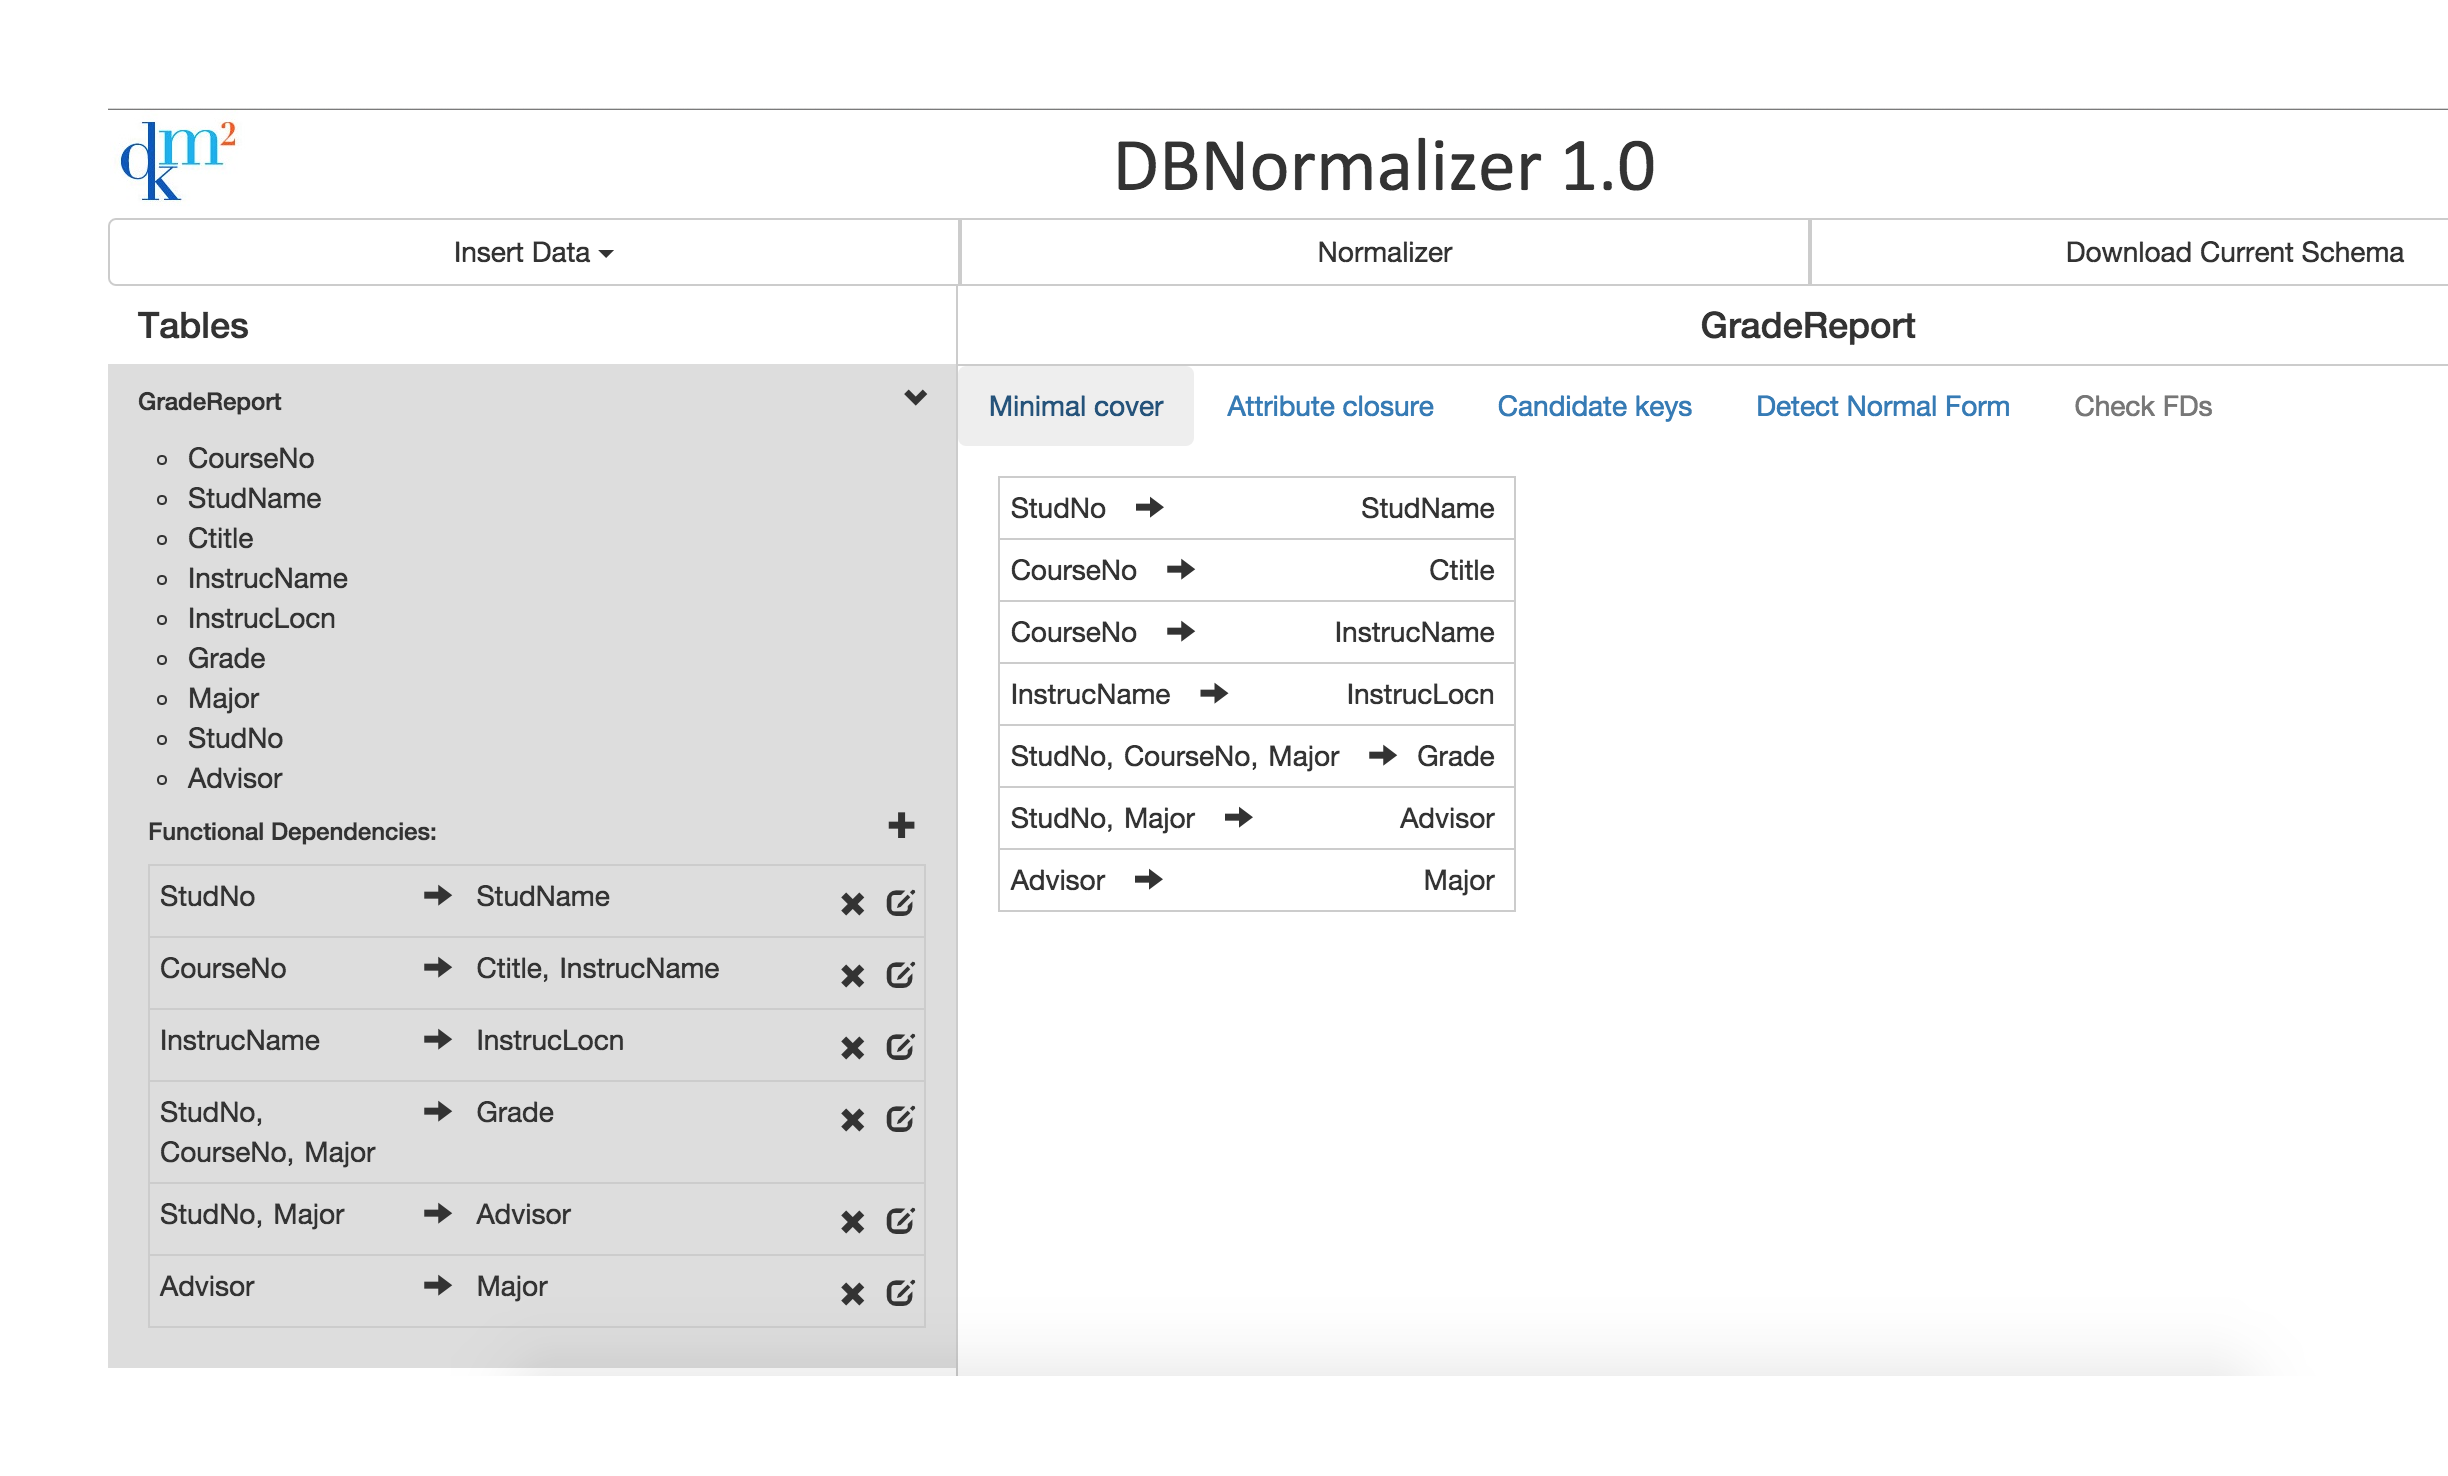 dkm2
DBNormalizer 1.0
Insert Data
Normalizer
Download Current Schema
Tables
GradeReport
CourseNo
StudName
Ctitle
InstrucName
InstrucLocn
Grade
Major
StudNo
Advisor
Functional Dependencies:
StudNo → StudName
CourseNo → Ctitle, InstrucName
InstrucName → InstrucLocn
StudNo, → Grade
CourseNo, Major
StudNo, Major → Advisor
Advisor → Major
GradeReport
Minimal cover Attribute closure Candidate keys Detect Normal Form Check FDs
StudNo → StudName
CourseNo → Ctitle
CourseNo → InstrucName
InstrucName → InstrucLocn
StudNo, CourseNo, Major → Grade
StudNo, Major → Advisor
Advisor → Major